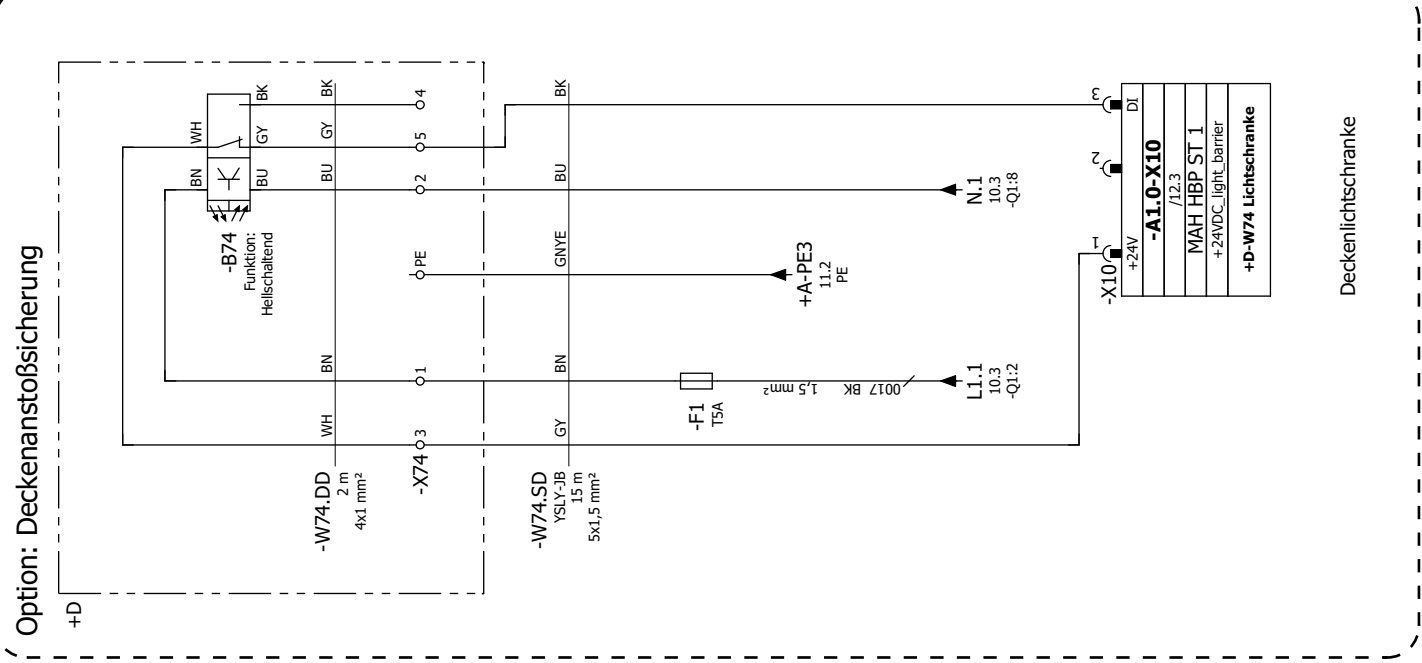 Option: Deckenanstoßsicherung
+D
-B74
Funktion:
Hellschaltend
BN
WH
BU
GY
BK
-W74.DD
2 m
4x1 mm²
WH
BN
BU
GY
BK
-X74
3
1
PE
2
5
4
-W74.SD
YSLY-JB
15 m
5x1,5 mm²
GY
BN
GNYE
BU
BK
-F1
T5A
0017 BK 1,5 mm²
L1.1
10.3
-Q1:2
+A-PE3
11.2
PE
N.1
10.3
-Q1:8
-X10
1
2
3
+24V
DI
-A1.0-X10
/12.3
MAH HBP ST 1
+24VDC_light_barrier
+D-W74 Lichtschranke
Deckenlichtschranke